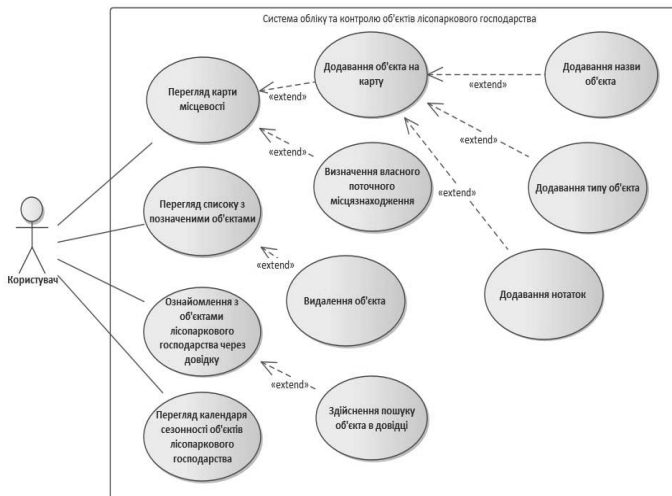 Система обліку та контролю об'єктів лісопаркового господарства
Перегляд карти
місцевості
«extend»
Додавання об'єкта на
карту
«extend»
Додавання назви
об'єкта
«extend»
Визначення власного
поточного
місцязнаходження
«extend»
Додавання типу об'єкта
«extend»
Додавання нотаток
Користувач
Перегляд списоку з
позначеними об'єктами
«extend»
Видалення об'єкта
Ознайомлення з
об'єктами
лісопаркового
господарства через
довідку
«extend»
Здійснення пошуку
об'єкта в довідці
Перегляд календаря
сезонності об'єктів
лісопаркового
господарства